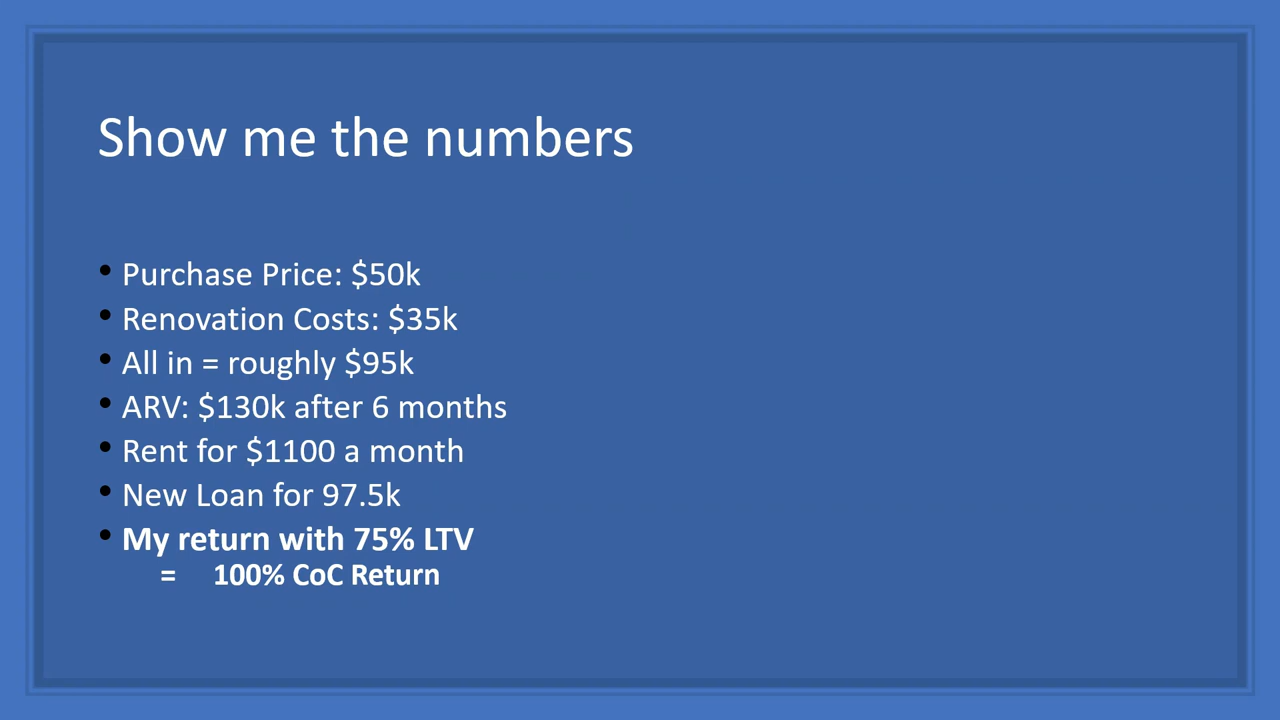 Show me the numbers
• Purchase Price: $50k
• Renovation Costs: $35k
• All in = roughly $95k
• ARV: $130k after 6 months
• Rent for $1100 a month
• New Loan for 97.5k
• My return with 75% LTV
= 100% CoC Return